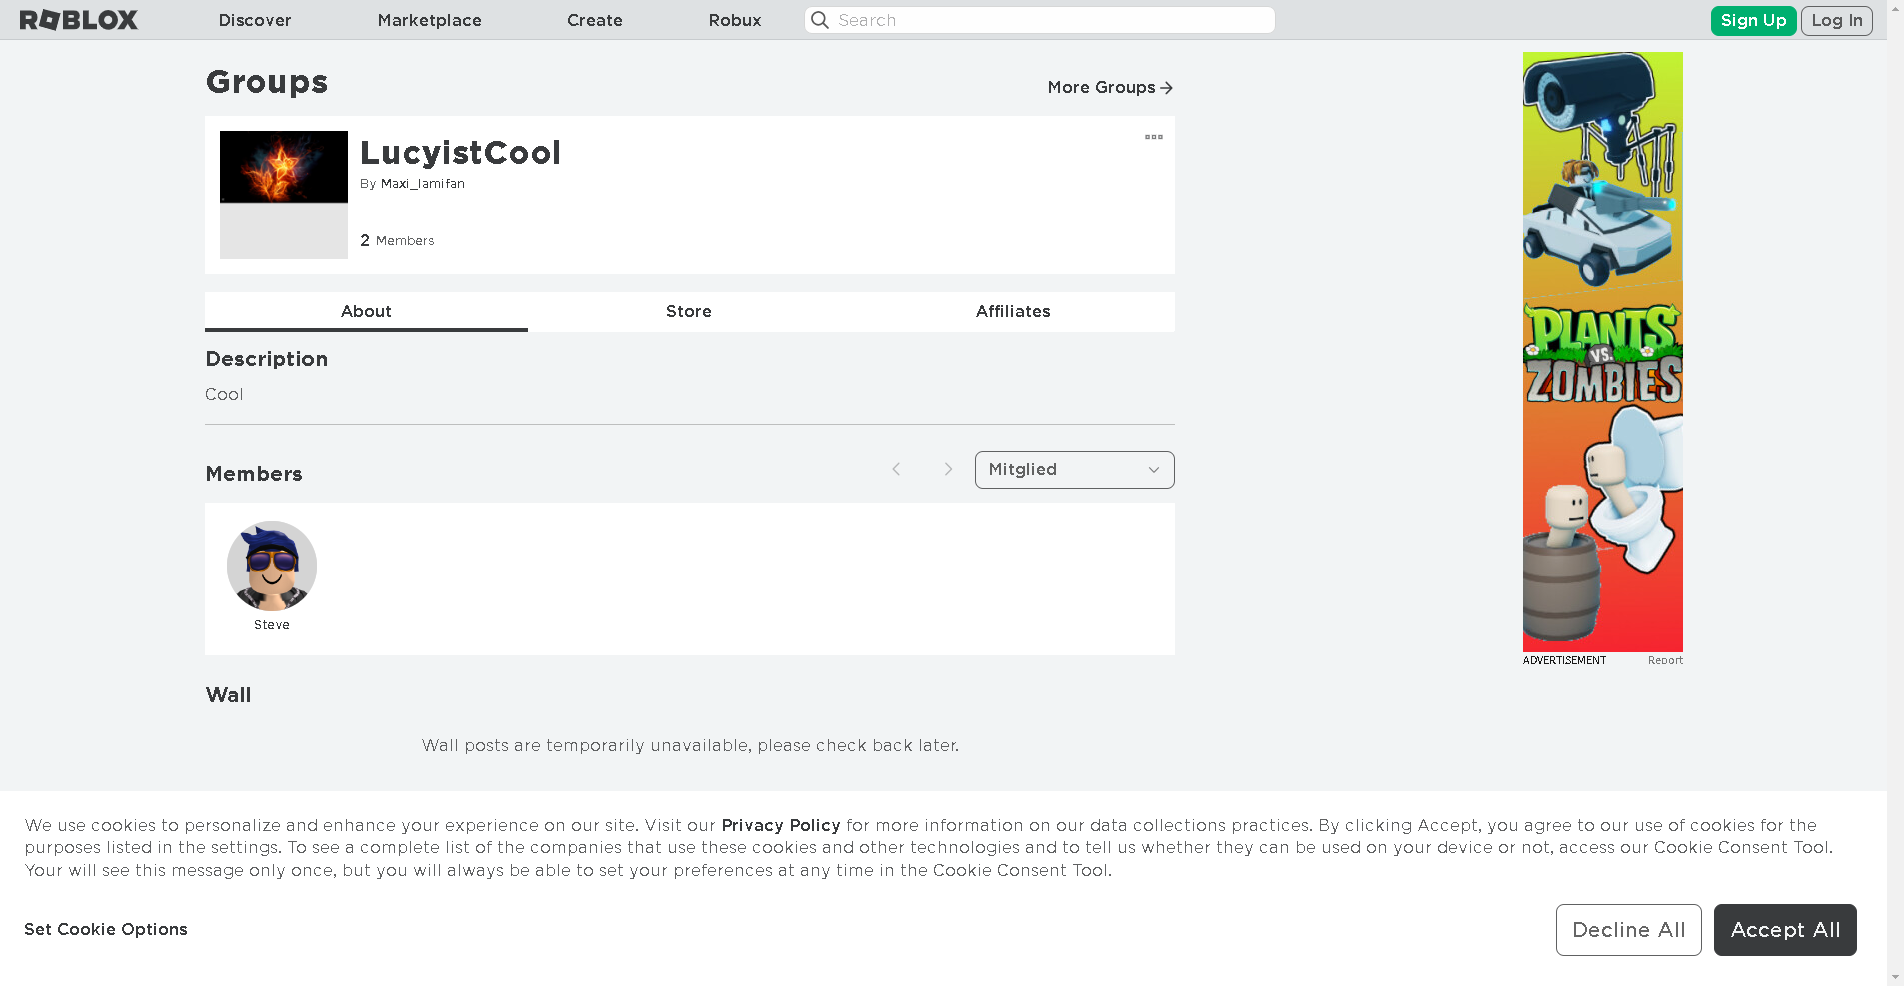 ROBLOX Discover Marketplace Create Robux Search Sign Up Log In
Groups
More Groups
LucyistCool
By Maxi_Iamifan
2 Members
About Store Affiliates
Description
Cool
Members
Mitglied
Steve
Wall
Wall posts are temporarily unavailable, please check back later.
PLANTS
VS.
ZOMBIES
ADVERTISEMENT Report
We use cookies to personalize and enhance your experience on our site. Visit our Privacy Policy for more information on our data collections practices. By clicking Accept, you agree to our use of cookies for the
purposes listed in the settings. To see a complete list of the companies that use these cookies and other technologies and to tell us whether they can be used on your device or not, access our Cookie Consent Tool.
Your will see this message only once, but you will always be able to set your preferences at any time in the Cookie Consent Tool.
Set Cookie Options
Decline All
Accept All